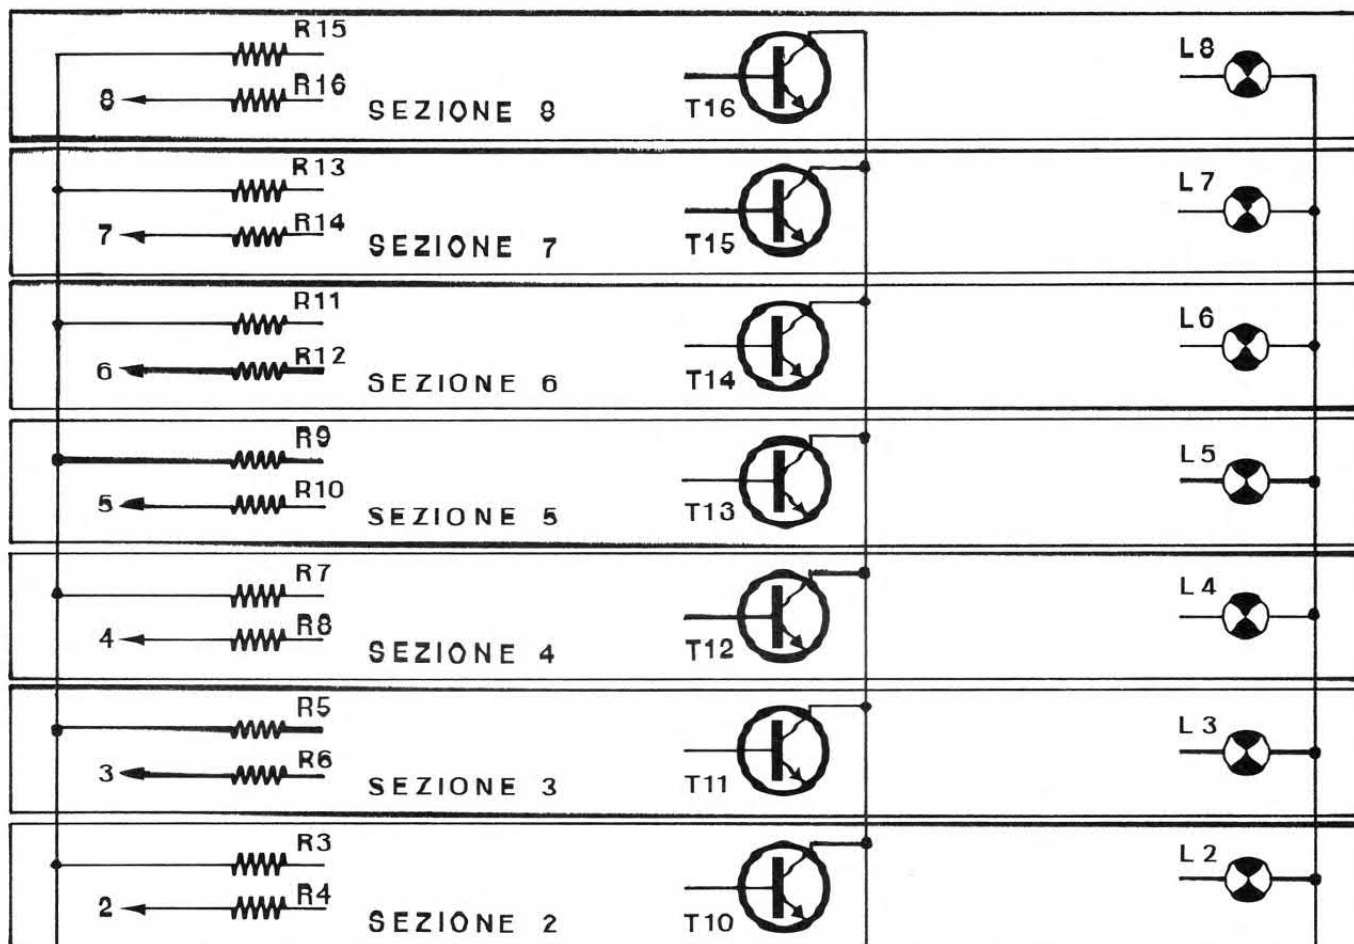 R15
L8
8 R16 SEZIONE 8 T16
R13
L7
7 R14 SEZIONE 7 T15
R11
L6
6 R12 SEZIONE 6 T14
R9
L5
5 R10 SEZIONE 5 T13
R7
L4
4 R8 SEZIONE 4 T12
R5
L3
3 R6 SEZIONE 3 T11
R3
L2
2 R4 SEZIONE 2 T10